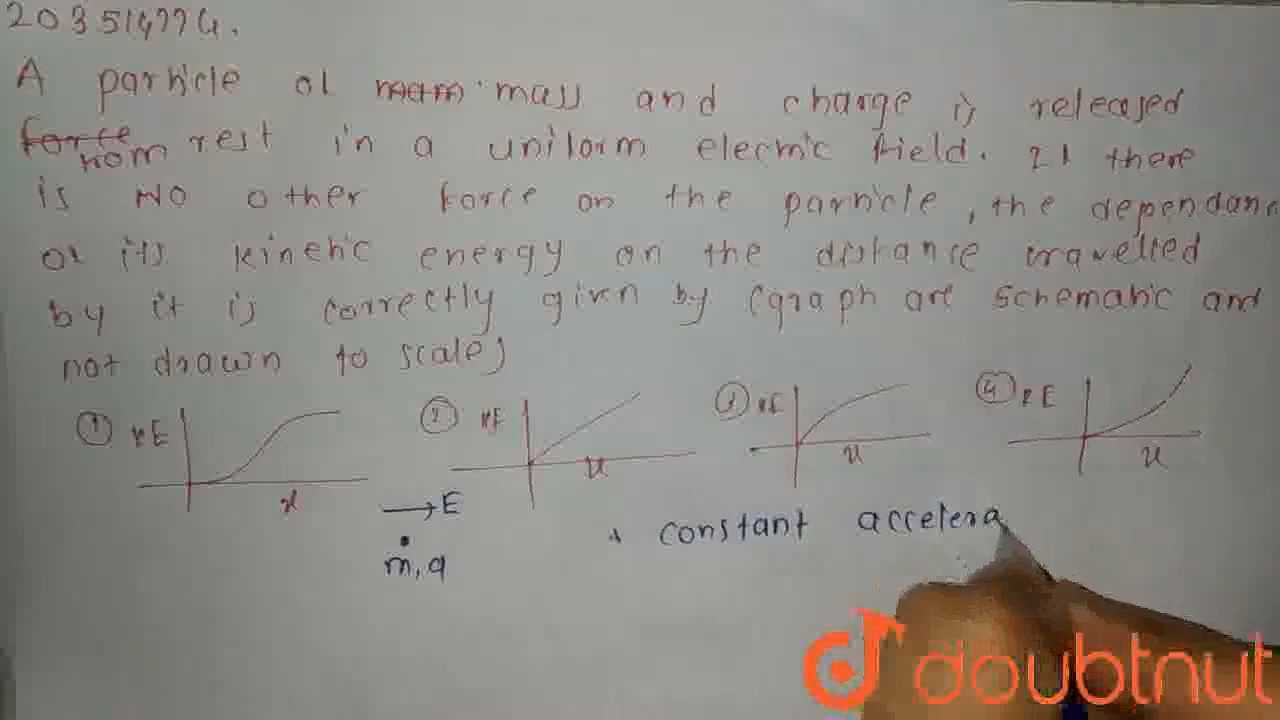 203514774.
A particle of mam mass and charge is released
force from rest in a uniform electric field. If there
is No other force on the particle, the dependanc
of its kinetic energy on the distance travelled
by it is correctly given by (graph are schematic and
not drawn to scale)
1 KE x
2 KE x
3 KE x
4 KE x
→E
m, q
constant accelera
doubtnut